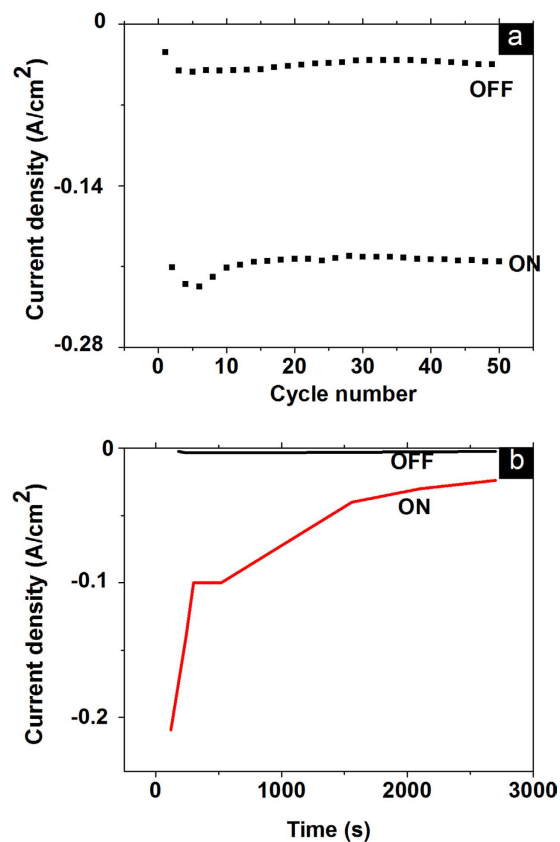 a
0
-0.14
-0.28
Current density (A/cm²)
OFF
ON
0 10 20 30 40 50
Cycle number
b
0
-0.1
-0.2
Current density (A/cm²)
OFF
ON
0 1000 2000 3000
Time (s)